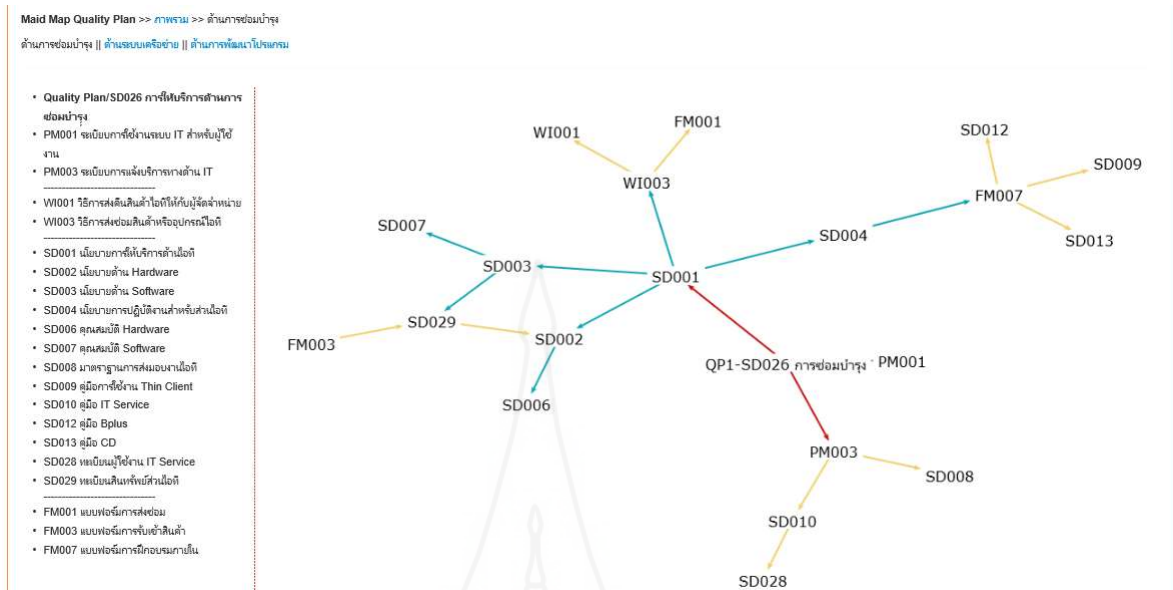 Maid Map Quality Plan >> ภาพรวม >> ด้านการซ่อมบำรุง
ด้านการซ่อมบำรุง || ด้านระบบเครือข่าย || ด้านการพัฒนาโปรแกรม
• Quality Plan/SD026 การให้บริการด้านการ
ซ่อมบำรุง
• PM001 ระเบียบการใช้งานระบบ IT สำหรับผู้ใช้
งาน
• PM003 ระเบียบการแจ้งบริการทางด้าน IT
-------------------------------
• WI001 วิธีการส่งคืนสินค้าไอทีให้กับผู้จัดจำหน่าย
• WI003 วิธีการส่งซ่อมสินค้าหรืออุปกรณ์ไอที
-------------------------------
• SD001 นโยบายการให้บริการด้านไอที
• SD002 นโยบายด้าน Hardware
• SD003 นโยบายด้าน Software
• SD004 นโยบายการปฏิบัติงานสำหรับส่วนไอที
• SD006 คุณสมบัติ Hardware
• SD007 คุณสมบัติ Software
• SD008 มาตราฐานการส่งมอบงานไอที
• SD009 คู่มือการใช้งาน Thin Client
• SD010 คู่มือ IT Service
• SD012 คู่มือ Bplus
• SD013 คู่มือ CD
• SD028 ทะเบียนผู้ใช้งาน IT Service
• SD029 ทะเบียนสินทรัพย์ส่วนไอที
-------------------------------
• FM001 แบบฟอร์มการส่งซ่อม
• FM003 แบบฟอร์มการรับเข้าสินค้า
• FM007 แบบฟอร์มการฝึกอบรมภายใน
WI001
FM001
SD012
SD009
WI003
FM007
SD007
SD004
SD013
SD003
SD001
SD029
SD002
FM003
QP1-SD026 การซ่อมบำรุง PM001
SD006
PM003
SD008
SD010
SD028